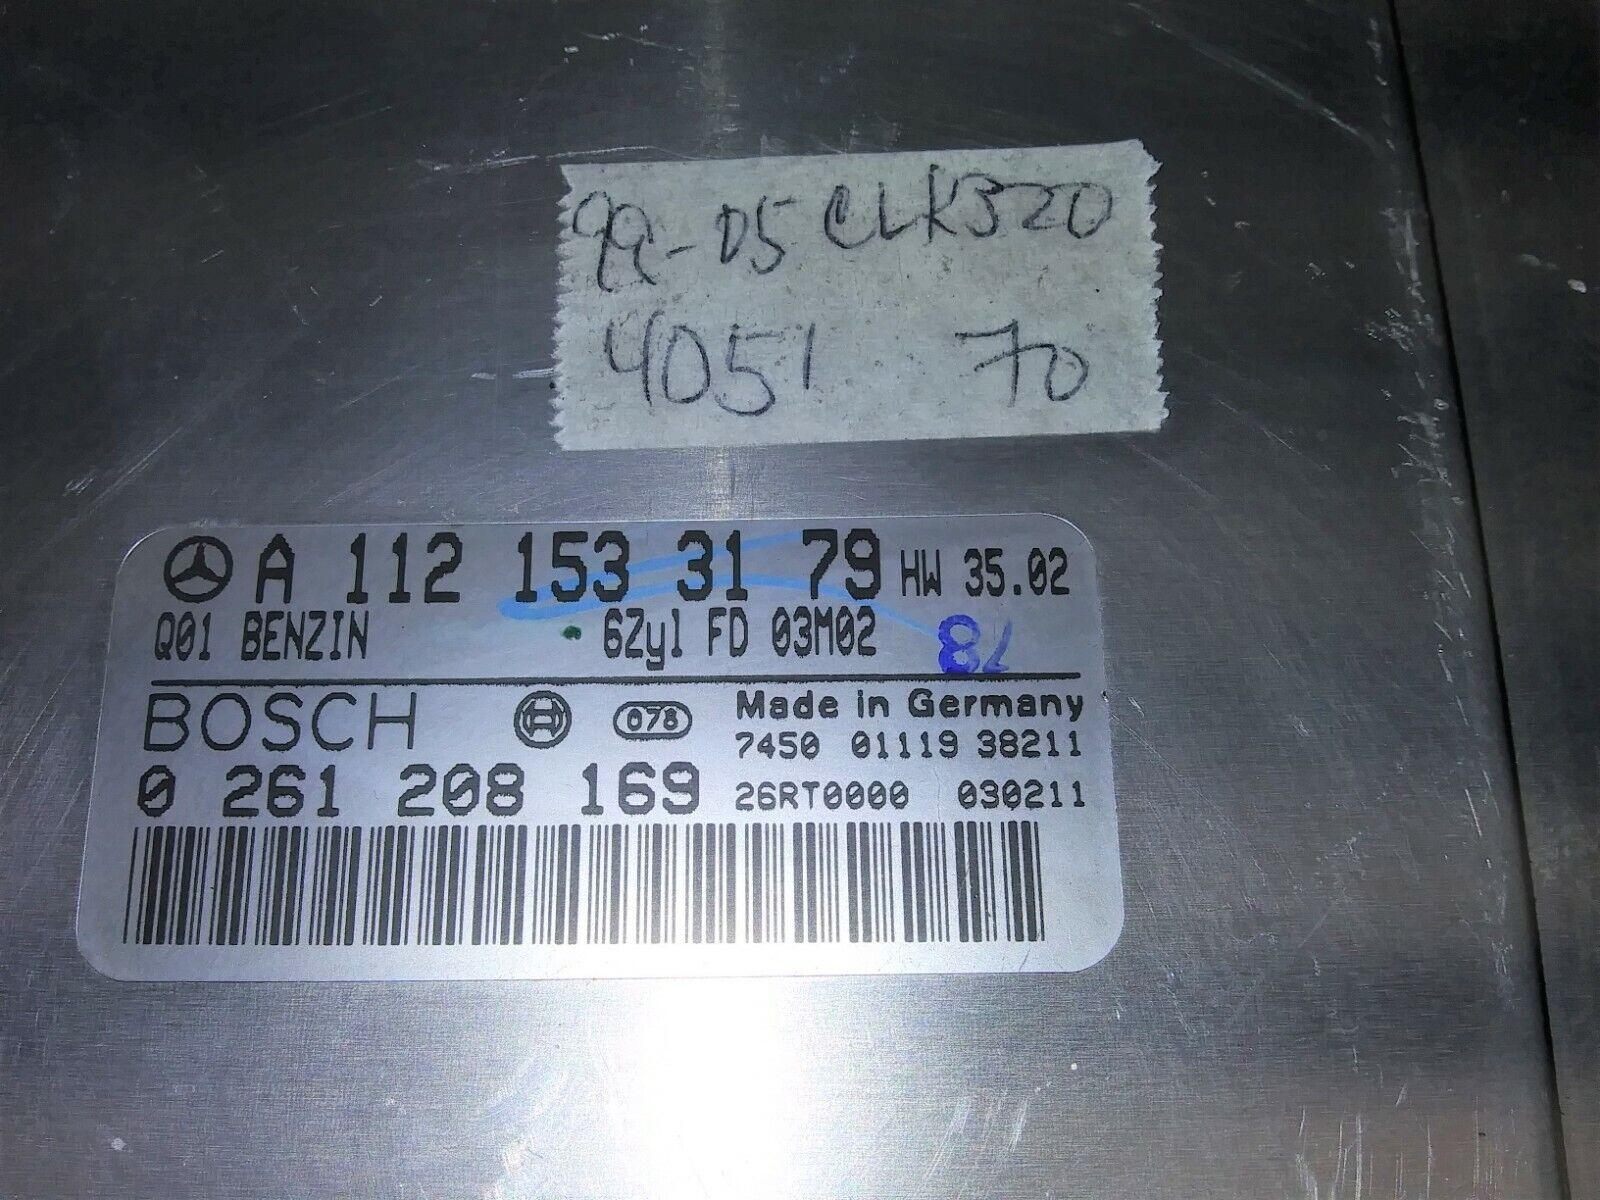 99-05 CLK320
4051 70
A 112 153 31 79 HW 35.02
Q01 BENZIN 6Zyl FD 03M02 78
BOSCH 078 Made in Germany
7450 01119 38211
0 261 208 169 26RT0000 030211